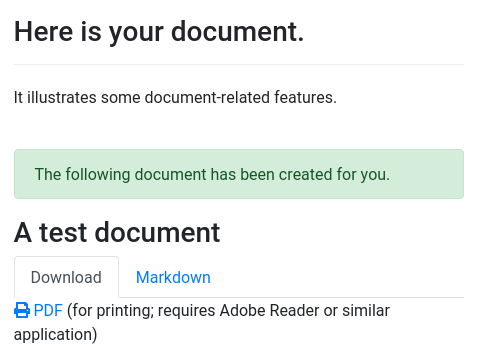 Here is your document.
It illustrates some document-related features.
The following document has been created for you.
A test document
Download Markdown
PDF (for printing; requires Adobe Reader or similar
application)